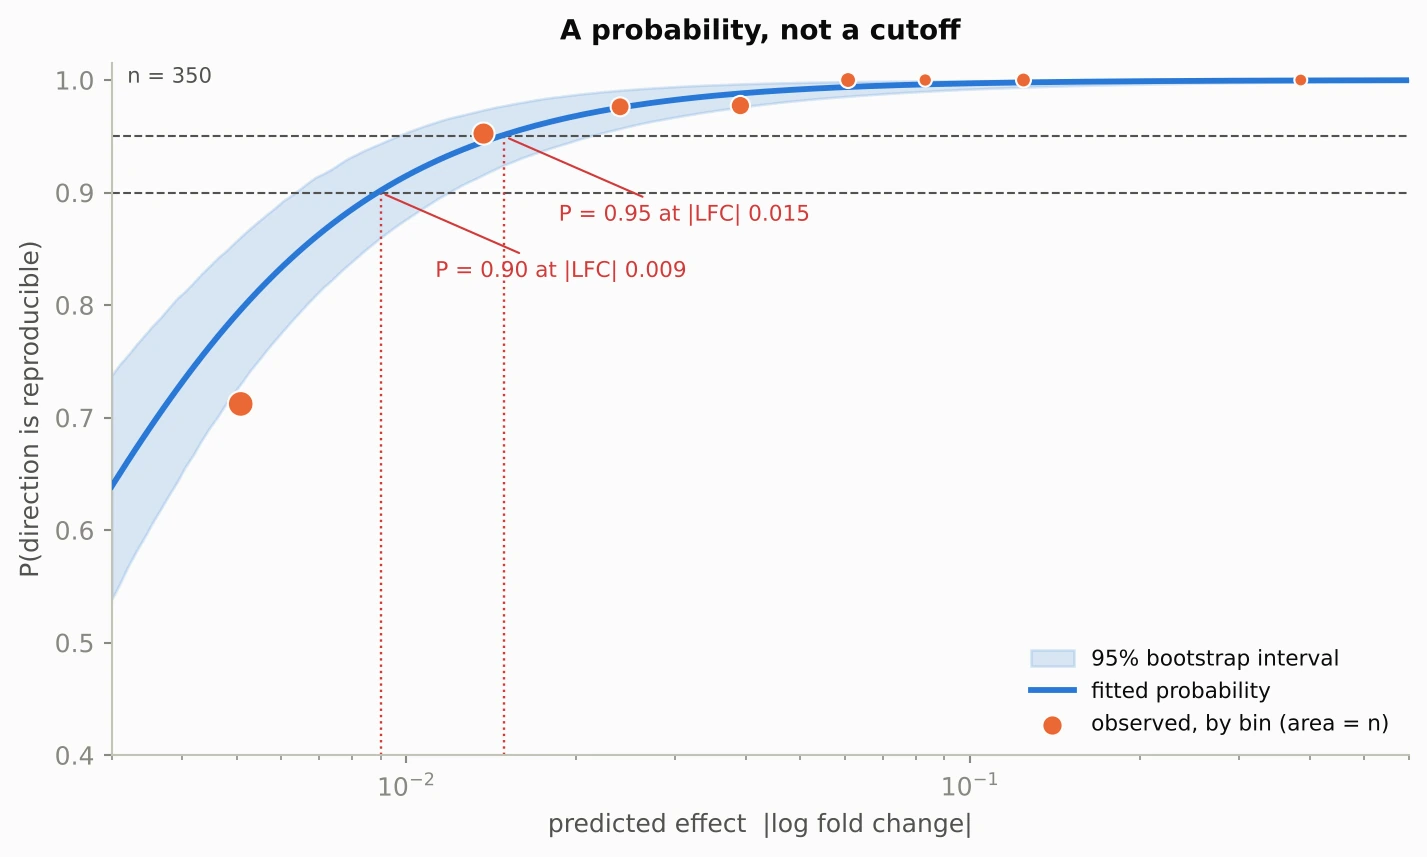 A probability, not a cutoff
n = 350
1.0
0.9
0.8
0.7
0.6
0.5
0.4
P(direction is reproducible)
P = 0.95 at |LFC| 0.015
P = 0.90 at |LFC| 0.009
95% bootstrap interval
fitted probability
observed, by bin (area = n)
10⁻² 10⁻¹
predicted effect |log fold change|